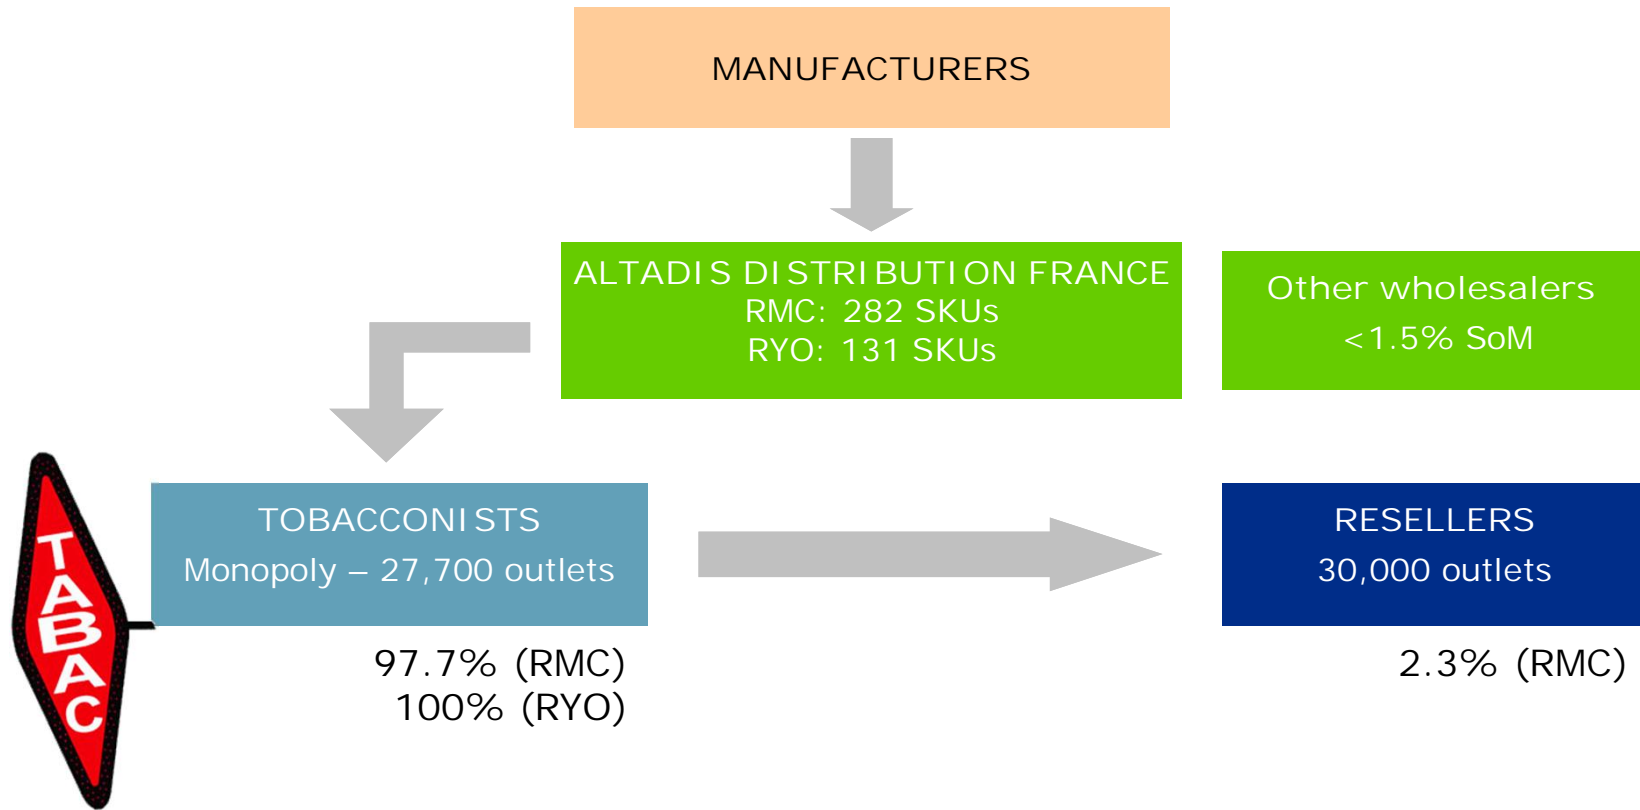 MANUFACTURERS
ALTADIS DISTRIBUTION FRANCE
RMC: 282 SKUs
RYO: 131 SKUs
Other wholesalers
<1.5% SoM
TABAC
TOBACCONISTS
Monopoly – 27,700 outlets
97.7% (RMC)
100% (RYO)
RESELLERS
30,000 outlets
2.3% (RMC)